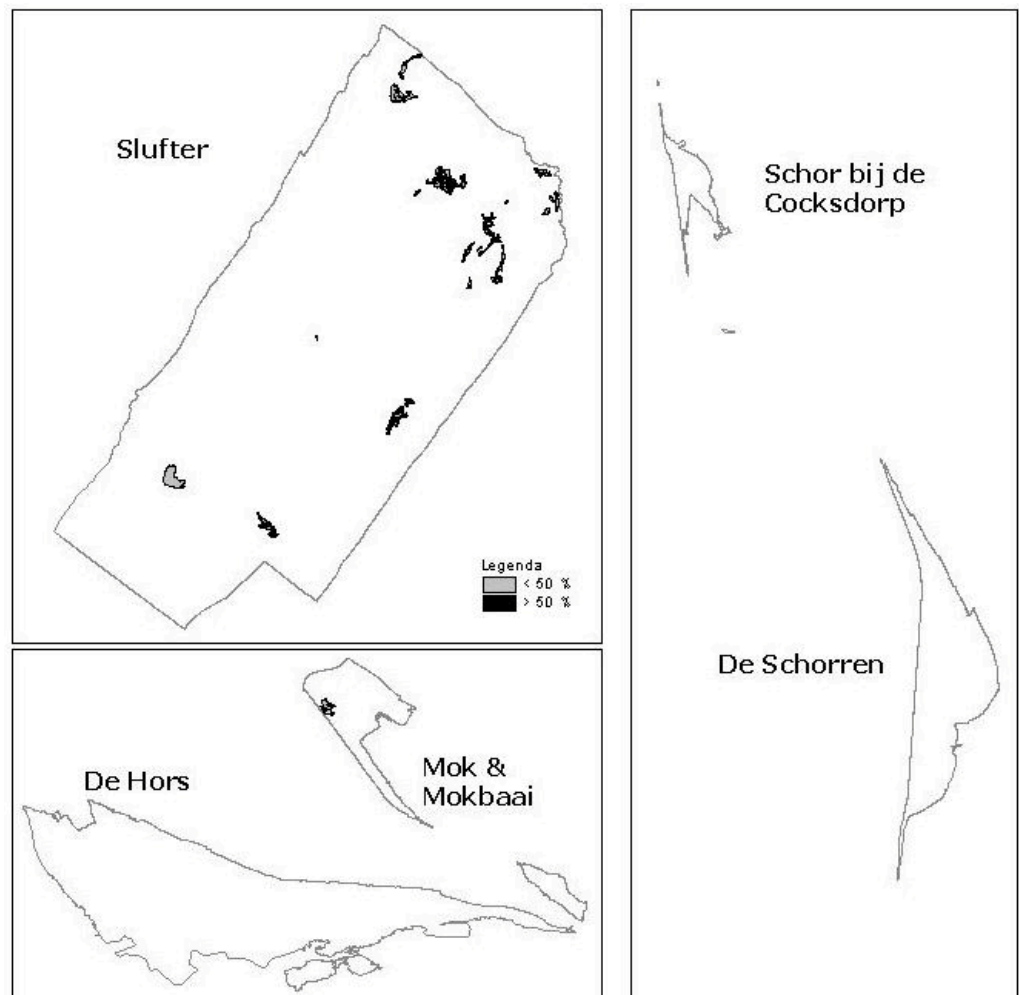 Slufter
Legenda
< 50 %
> 50 %
Schor bij de
Cocksdorp
De Schorren
De Hors
Mok &
Mokbaai